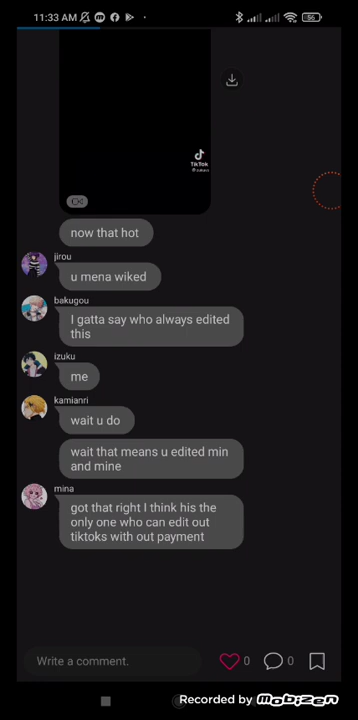 11:33 AM
56
TikTok
now that hot
jirou
u mena wiked
bakugou
I gatta say who always edited
this
izuku
me
kamianri
wait u do
wait that means u edited min
and mine
mina
got that right I think his the
only one who can edit out
tiktoks with out payment
Write a comment.
0
0
Recorded by MOBIZEN